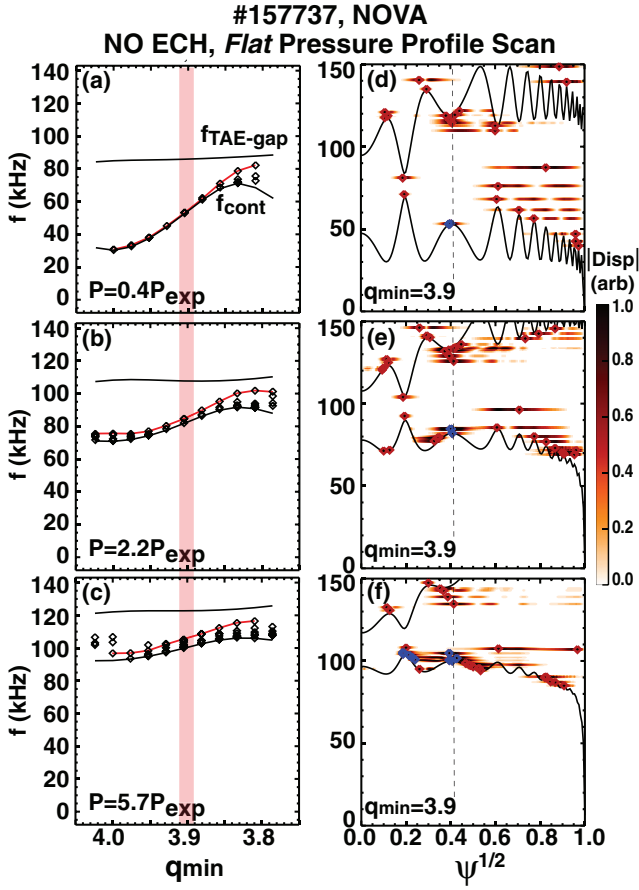 #157737, NOVA
NO ECH, Flat Pressure Profile Scan
(a)
f (kHz)
140
120
100
80
60
40
20
0
fTAE-gap
fcont
P=0.4Pexp
(d)
150
100
50
0
qmin=3.9
(b)
f (kHz)
140
120
100
80
60
40
20
0
P=2.2Pexp
(e)
150
100
50
0
qmin=3.9
|Disp|
(arb)
1.0
0.8
0.6
0.4
0.2
0.0
(c)
f (kHz)
140
120
100
80
60
40
20
0
P=5.7Pexp
4.0 3.9 3.8
qmin
(f)
150
100
50
0
qmin=3.9
0.0 0.2 0.4 0.6 0.8 1.0
ψ1/2